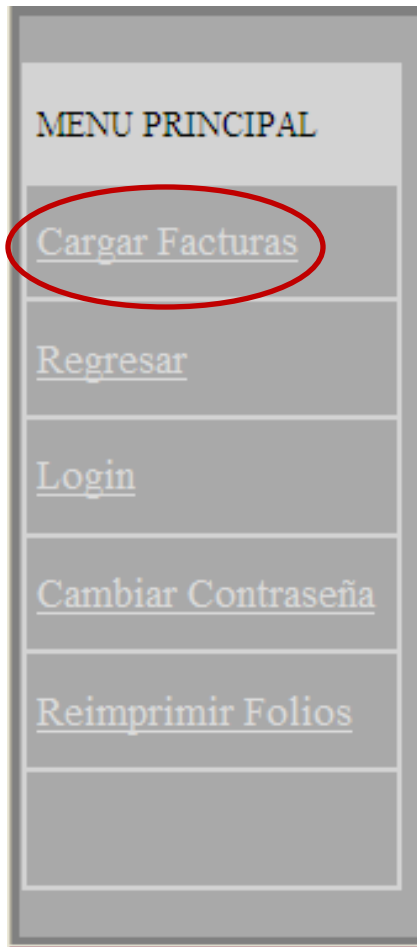 MENU PRINCIPAL
Cargar Facturas
Regresar
Login
Cambiar Contraseña
Reimprimir Folios